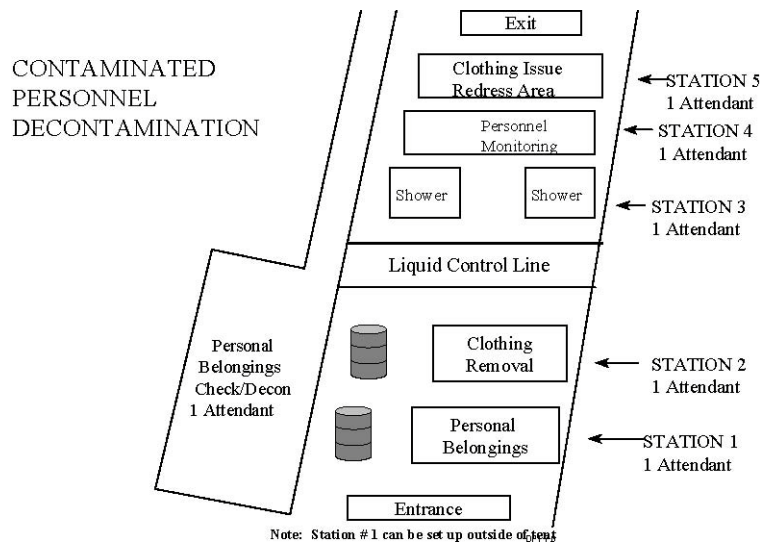 CONTAMINATED
PERSONNEL
DECONTAMINATION
Exit
Clothing Issue
Redress Area
STATION 5
1 Attendant
Personnel
Monitoring
STATION 4
1 Attendant
Shower
Shower
STATION 3
1 Attendant
Liquid Control Line
Personal
Belongings
Check/Decon
1 Attendant
Clothing
Removal
STATION 2
1 Attendant
Personal
Belongings
STATION 1
1 Attendant
Entrance
Note: Station # 1 can be set up outside of tent